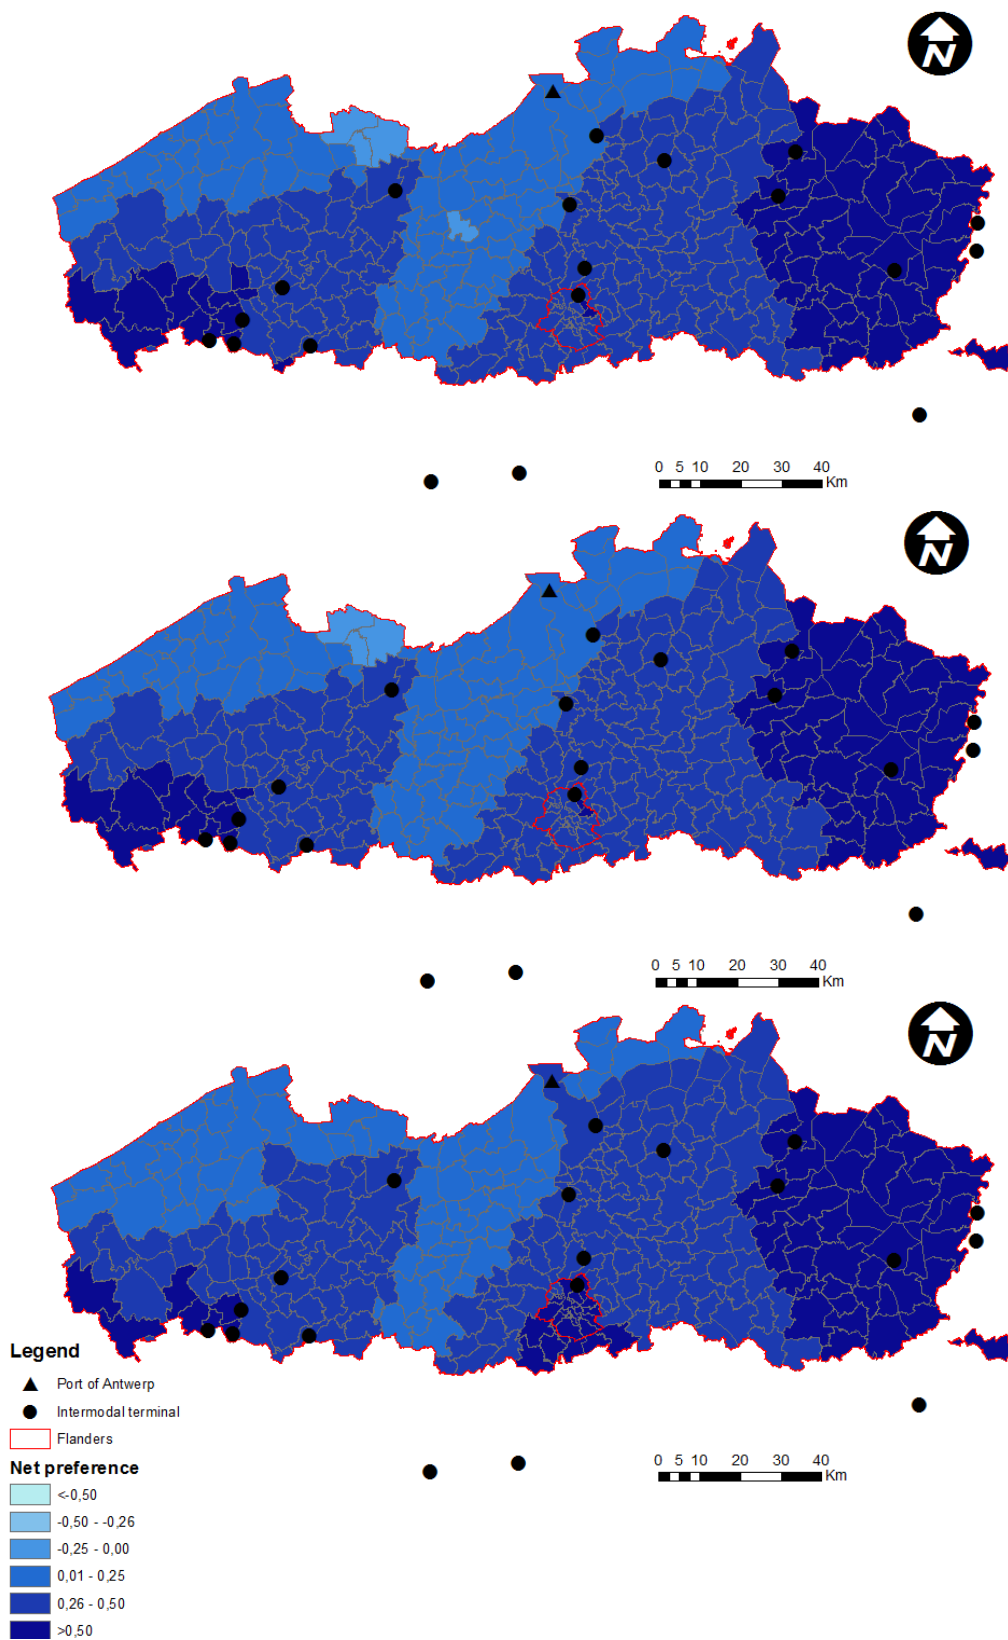 N
0 5 10 20 30 40
Km
N
0 5 10 20 30 40
Km
N
Legend
Port of Antwerp
Intermodal terminal
Flanders
Net preference
<-0,50
-0,50 - -0,26
-0,25 - 0,00
0,01 - 0,25
0,26 - 0,50
>0,50
0 5 10 20 30 40
Km